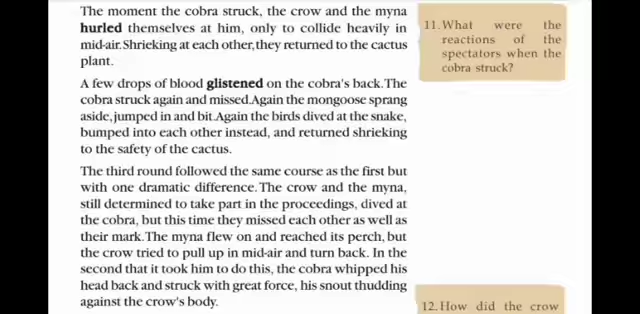 The moment the cobra struck, the crow and the myna
hurled themselves at him, only to collide heavily in
mid-air. Shrieking at each other, they returned to the cactus
plant.
A few drops of blood glistened on the cobra's back. The
cobra struck again and missed. Again the mongoose sprang
aside, jumped in and bit. Again the birds dived at the snake,
bumped into each other instead, and returned shrieking
to the safety of the cactus.
The third round followed the same course as the first but
with one dramatic difference. The crow and the myna,
still determined to take part in the proceedings, dived at
the cobra, but this time they missed each other as well as
their mark. The myna flew on and reached its perch, but
the crow tried to pull up in mid-air and turn back. In the
second that it took him to do this, the cobra whipped his
head back and struck with great force, his snout thudding
against the crow's body.
11. What were the
reactions of the
spectators when the
cobra struck?
12. How did the crow